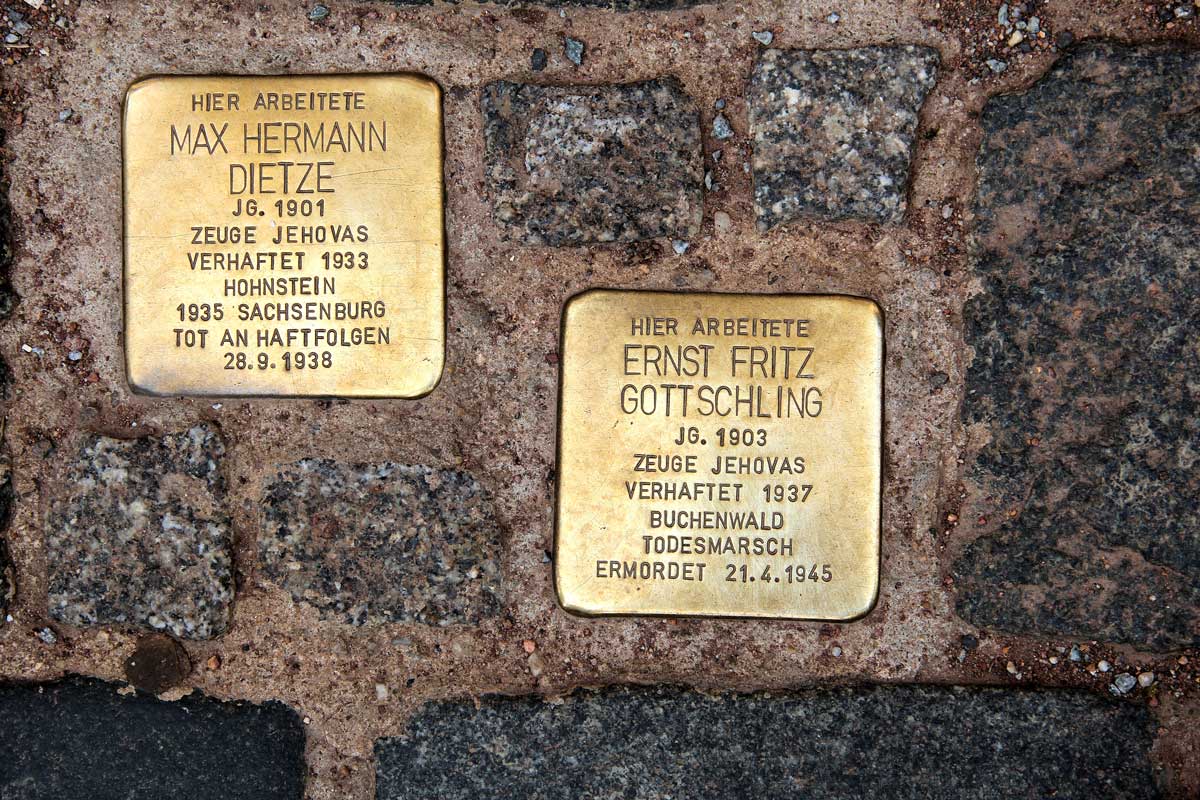 HIER ARBEITETE
MAX HERMANN
DIETZE
JG. 1901
ZEUGE JEHOVAS
VERHAFTET 1933
HOHNSTEIN
1935 SACHSENBURG
TOT AN HAFTFOLGEN
28.9.1938
HIER ARBEITETE
ERNST FRITZ
GOTTSCHLING
JG. 1903
ZEUGE JEHOVAS
VERHAFTET 1937
BUCHENWALD
TODESMARSCH
ERMORDET 21.4.1945